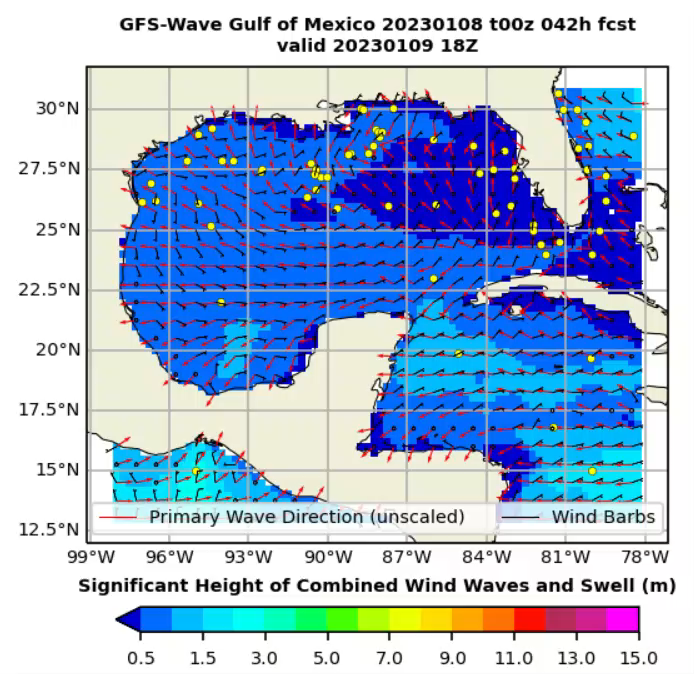 GFS-Wave Gulf of Mexico 20230108 t00z 042h fcst
valid 20230109 18Z
30°N
27.5°N
25°N
22.5°N
20°N
17.5°N
15°N
12.5°N
Primary Wave Direction (unscaled) Wind Barbs
99°W 96°W 93°W 90°W 87°W 84°W 81°W 78°W
Significant Height of Combined Wind Waves and Swell (m)
0.5 1.5 3.0 5.0 7.0 9.0 11.0 13.0 15.0